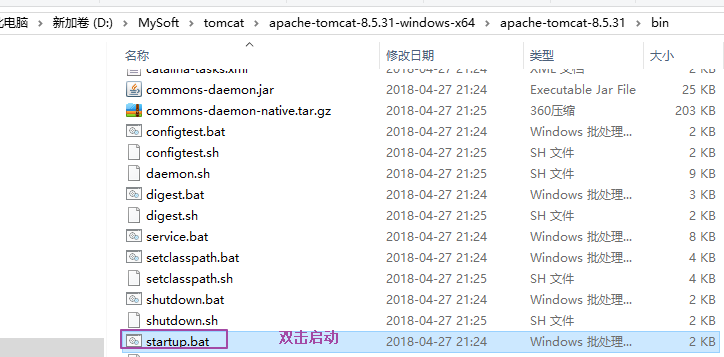 比电脑 > 新加卷 (D:) > MySoft > tomcat > apache-tomcat-8.5.31-windows-x64 > apache-tomcat-8.5.31 > bin
名称 修改日期 类型 大小
catalina-tasks.xml 2018-04-27 21:24 XML 文档 2 KB
commons-daemon.jar 2018-04-27 21:24 Executable Jar File 25 KB
commons-daemon-native.tar.gz 2018-04-27 21:25 360压缩 203 KB
configtest.bat 2018-04-27 21:24 Windows 批处理... 2 KB
configtest.sh 2018-04-27 21:25 SH 文件 2 KB
daemon.sh 2018-04-27 21:25 SH 文件 9 KB
digest.bat 2018-04-27 21:24 Windows 批处理... 3 KB
digest.sh 2018-04-27 21:25 SH 文件 2 KB
service.bat 2018-04-27 21:24 Windows 批处理... 8 KB
setclasspath.bat 2018-04-27 21:24 Windows 批处理... 4 KB
setclasspath.sh 2018-04-27 21:25 SH 文件 4 KB
shutdown.bat 2018-04-27 21:24 Windows 批处理... 2 KB
shutdown.sh 2018-04-27 21:25 SH 文件 2 KB
startup.bat 双击启动 2018-04-27 21:24 Windows 批处理... 2 KB